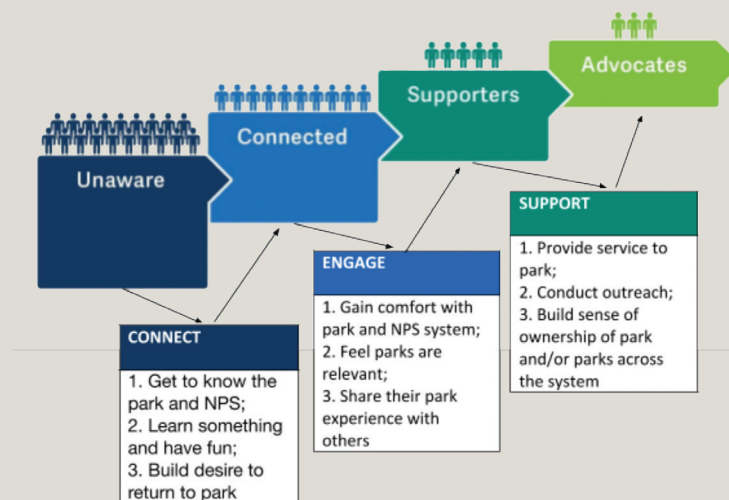 Advocates
Supporters
Connected
Unaware
SUPPORT
1. Provide service to
park;
2. Conduct outreach;
3. Build sense of
ownership of park
and/or parks across
the system
ENGAGE
1. Gain comfort with
park and NPS system;
2. Feel parks are
relevant;
3. Share their park
experience with
others
CONNECT
1. Get to know the
park and NPS;
2. Learn something
and have fun;
3. Build desire to
return to park